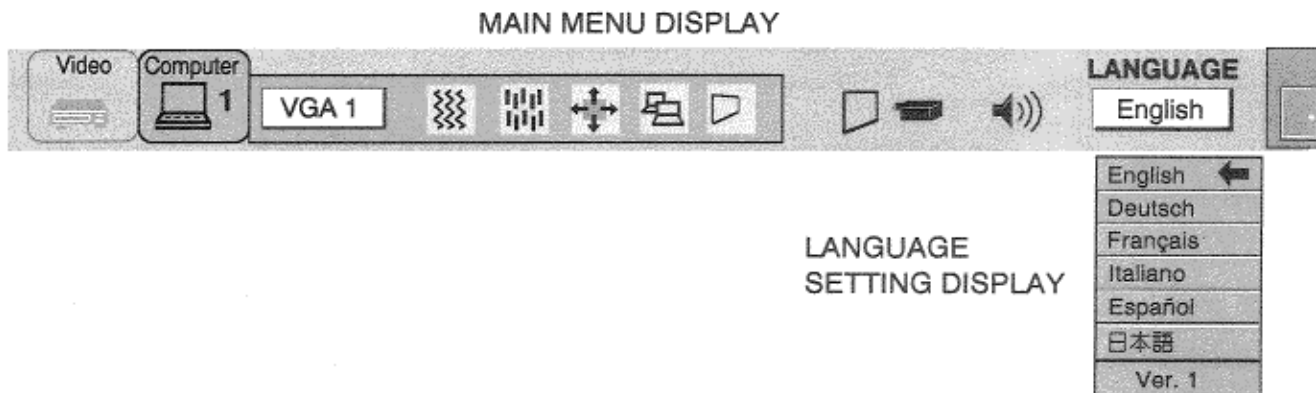 MAIN MENU DISPLAY
Video
Computer
1
VGA 1
LANGUAGE
English
English
Deutsch
Français
Italiano
Español
日本語
Ver. 1
LANGUAGE
SETTING DISPLAY